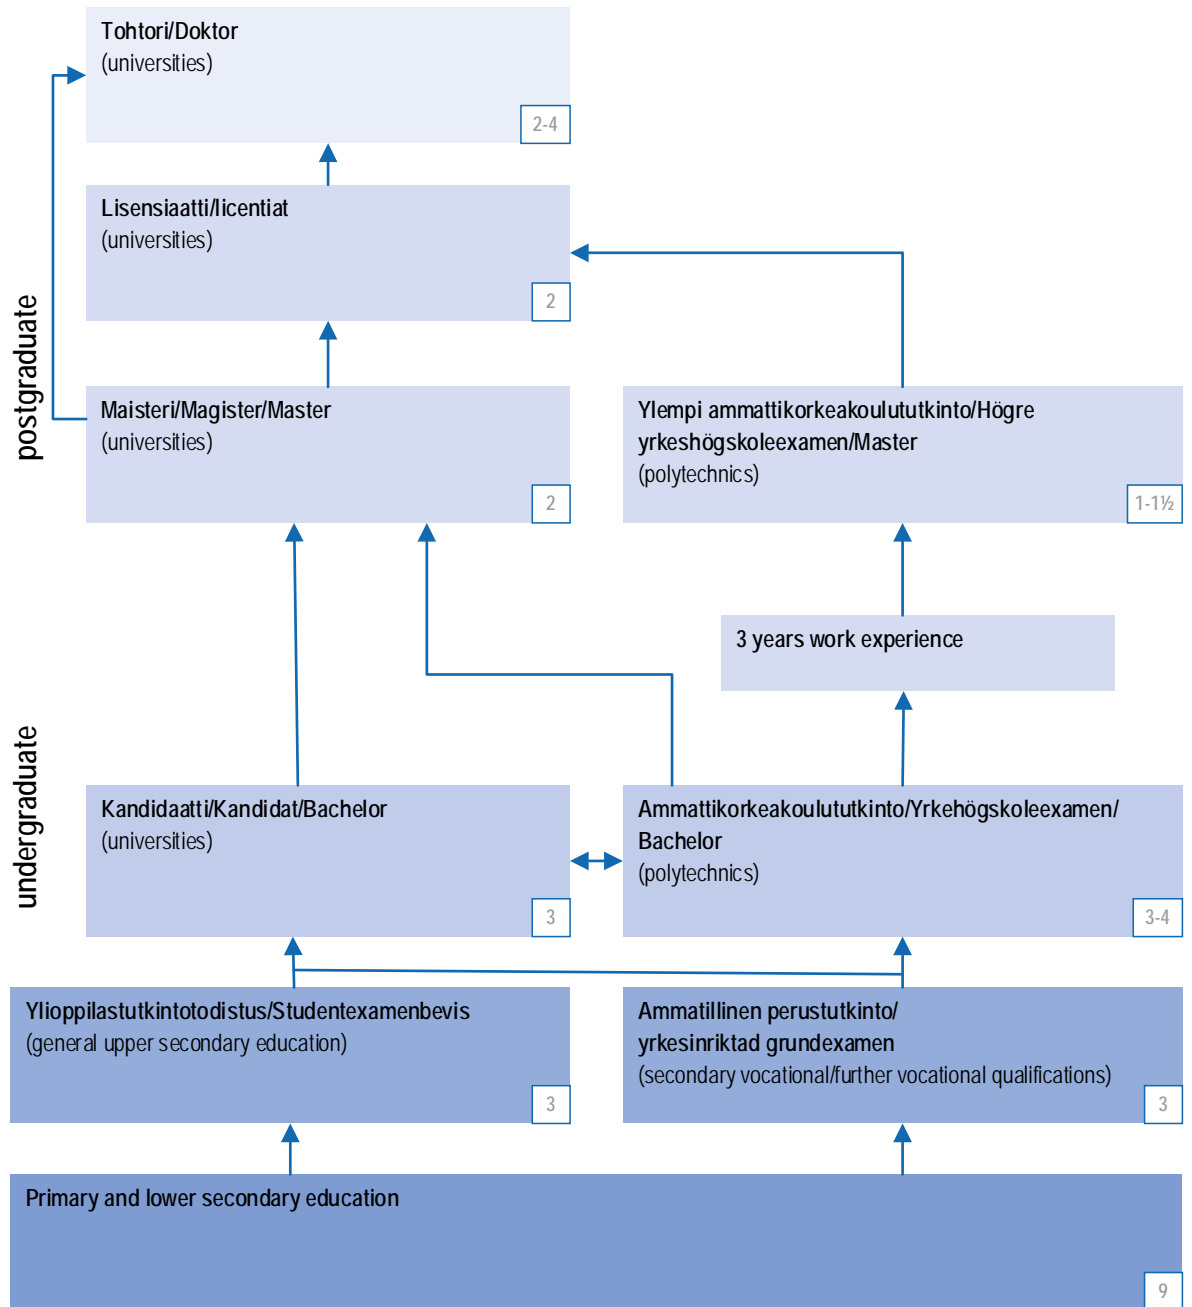 Tohtori/Doktor
(universities)
2-4
Lisensiaatti/licentiat
(universities)
2
postgraduate
Maisteri/Magister/Master
(universities)
2
Ylempi ammattikorkeakoulututkinto/Högre
yrkeshögskoleexamen/Master
(polytechnics)
1-1½
3 years work experience
undergraduate
Kandidaatti/Kandidat/Bachelor
(universities)
3
Ammattikorkeakoulututkinto/Yrkehögskoleexamen/
Bachelor
(polytechnics)
3-4
Ylioppilastutkintotodistus/Studentexamenbevis
(general upper secondary education)
3
Ammatillinen perustutkinto/
yrkesinriktad grundexamen
(secondary vocational/further vocational qualifications)
3
Primary and lower secondary education
9